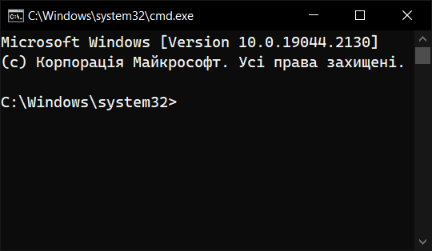 C:\Windows\system32\cmd.exe
Microsoft Windows [Version 10.0.19044.2130]
(c) Корпорація Майкрософт. Усі права захищені.
C:\Windows\system32>